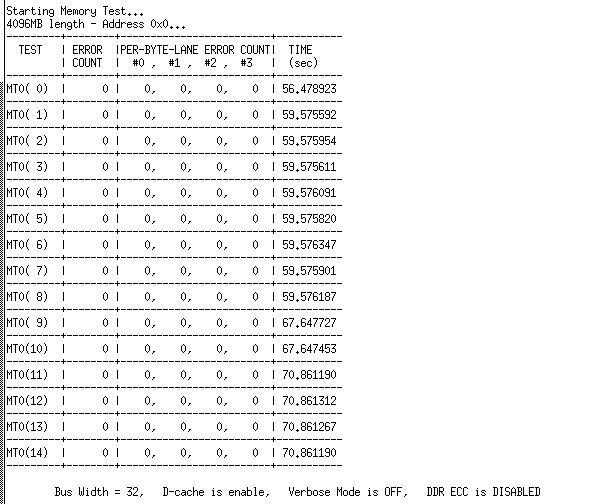 Starting Memory Test...
4096MB length - Address 0x0...
------------+---------+----------------------------+-----------
  TEST   | ERROR  |PER-BYTE-LANE ERROR COUNT|  TIME
         | COUNT  |  #0 ,  #1 ,  #2 ,  #3   |  (sec)
MT0( 0)  |      0 |    0,    0,    0,    0  | 56.478923
MT0( 1)  |      0 |    0,    0,    0,    0  | 59.575592
MT0( 2)  |      0 |    0,    0,    0,    0  | 59.575954
MT0( 3)  |      0 |    0,    0,    0,    0  | 59.575611
MT0( 4)  |      0 |    0,    0,    0,    0  | 59.576091
MT0( 5)  |      0 |    0,    0,    0,    0  | 59.575820
MT0( 6)  |      0 |    0,    0,    0,    0  | 59.576347
MT0( 7)  |      0 |    0,    0,    0,    0  | 59.575901
MT0( 8)  |      0 |    0,    0,    0,    0  | 59.576187
MT0( 9)  |      0 |    0,    0,    0,    0  | 67.647727
MT0(10)  |      0 |    0,    0,    0,    0  | 67.647453
MT0(11)  |      0 |    0,    0,    0,    0  | 70.861190
MT0(12)  |      0 |    0,    0,    0,    0  | 70.861312
MT0(13)  |      0 |    0,    0,    0,    0  | 70.861267
MT0(14)  |      0 |    0,    0,    0,    0  | 70.861190
Bus Width = 32,   D-cache is enable,   Verbose Mode is OFF,   DDR ECC is DISABLED